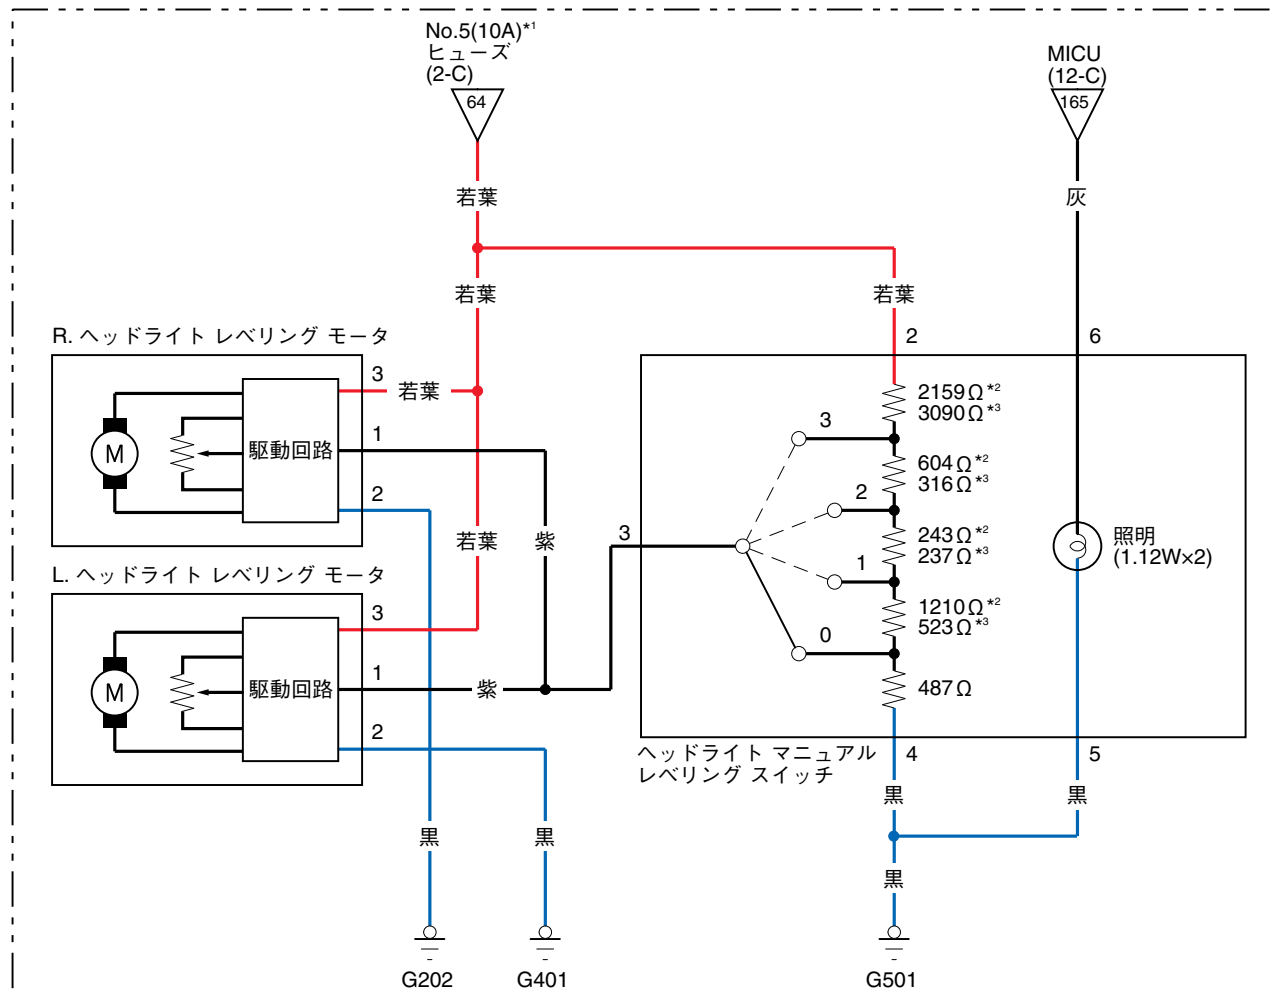 No.5(10A)*1
ヒューズ
(2-C)
64
MICU
(12-C)
165
若葉
灰
若葉
若葉
R. ヘッドライト レベリング モータ
2
6
3
若葉
1
駆動回路
M
2
3
2159Ω*2
3090Ω*3
604Ω*2
316Ω*3
2
若葉
紫
3
243Ω*2
237Ω*3
1
照明
(1.12W×2)
L. ヘッドライト レベリング モータ
3
1210Ω*2
523Ω*3
0
1
駆動回路
M
紫
487Ω
2
ヘッドライト マニュアル
レベリング スイッチ
4
5
黒
黒
黒
黒
黒
G202
G401
G501